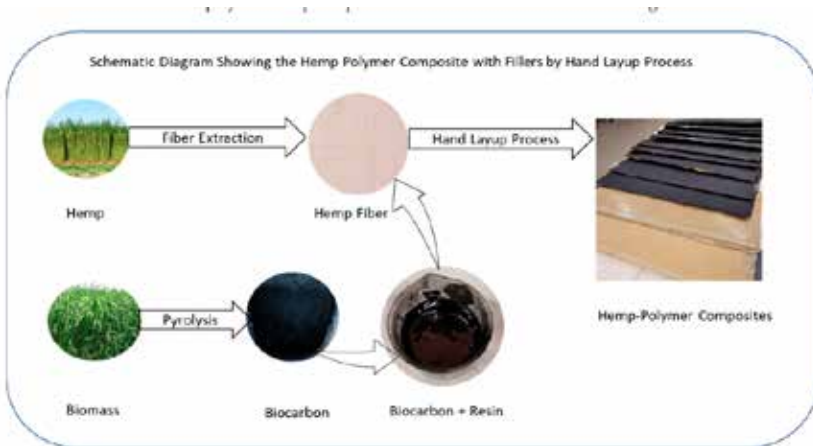 Schematic Diagram Showing the Hemp Polymer Composite with Fillers by Hand Layup Process
Fiber Extraction
Hand Layup Process
Hemp
Hemp Fiber
Pyrolysis
Hemp-Polymer Composites
Biomass
Biocarbon
Biocarbon + Resin